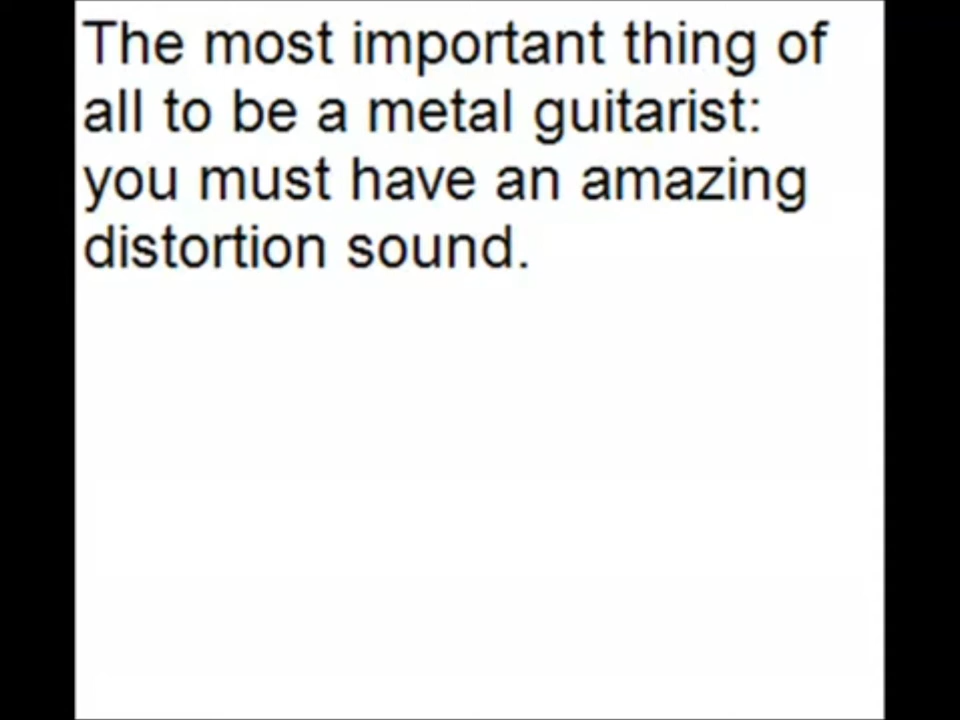 The most important thing of
all to be a metal guitarist:
you must have an amazing
distortion sound.